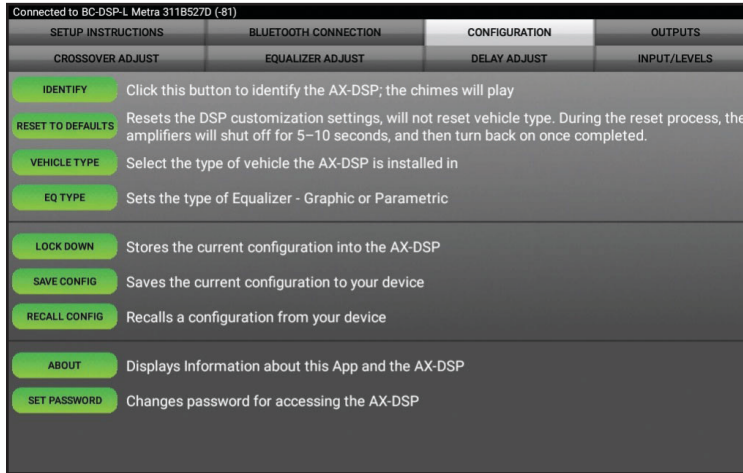 Connected to BC-DSP-L Metra 311B527D (-81)
SETUP INSTRUCTIONS BLUETOOTH CONNECTION CONFIGURATION OUTPUTS
CROSSOVER ADJUST EQUALIZER ADJUST DELAY ADJUST INPUT/LEVELS
IDENTIFY Click this button to identify the AX-DSP; the chimes will play
RESET TO DEFAULTS Resets the DSP customization settings, will not reset vehicle type. During the reset process, the
amplifiers will shut off for 5–10 seconds, and then turn back on once completed.
VEHICLE TYPE Select the type of vehicle the AX-DSP is installed in
EQ TYPE Sets the type of Equalizer - Graphic or Parametric
LOCK DOWN Stores the current configuration into the AX-DSP
SAVE CONFIG Saves the current configuration to your device
RECALL CONFIG Recalls a configuration from your device
ABOUT Displays Information about this App and the AX-DSP
SET PASSWORD Changes password for accessing the AX-DSP